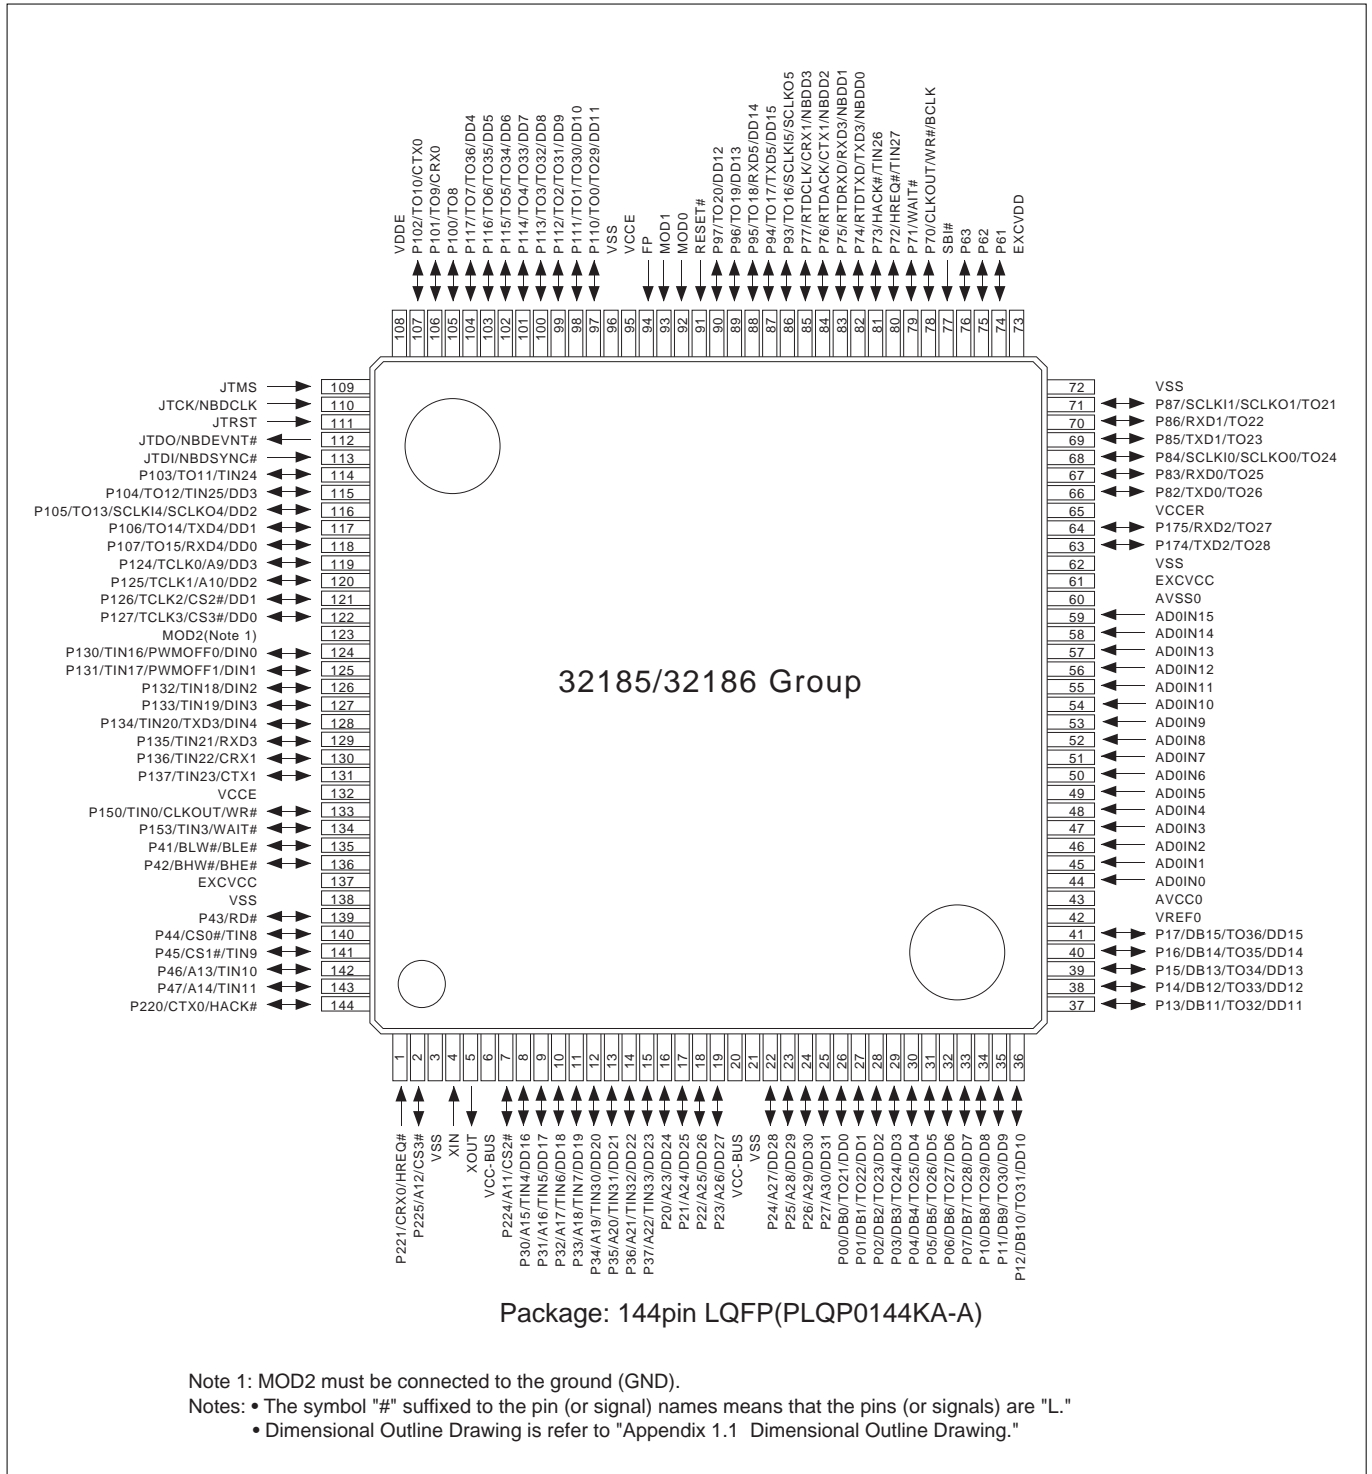 VDDE
P102/TO10/CTX0
P101/TO9/CRX0
P100/TO8
P117/TO7/TO36/DD4
P116/TO6/TO35/DD5
P115/TO5/TO34/DD6
P114/TO4/TO33/DD7
P113/TO3/TO32/DD8
P112/TO2/TO31/DD9
P111/TO1/TO30/DD10
P110/TO0/TO29/DD11
VSS
VCCE
FP
MOD1
MOD0
RESET#
P97/TO20/DD12
P96/TO19/DD13
P95/TO18/RXD5/DD14
P94/TO17/TXD5/DD15
P93/TO16/SCLKI5/SCLKO5
P77/RTDCLK/CRX1/NBDD3
P76/RTDACK/CTX1/NBDD2
P75/RTDRXD/RXD3/NBDD1
P74/RTDTXD/TXD3/NBDD0
P73/HACK#/TIN26
P72/HREQ#/TIN27
P71/WAIT#
P70/CLKOUT/WR#/BCLK
SBI#
P63
P62
P61
EXCVDD
108
107
106
105
104
103
102
101
100
99
98
97
96
95
94
93
92
91
90
89
88
87
86
85
84
83
82
81
80
79
78
77
76
75
74
73
JTMS 109
JTCK/NBDCLK 110
JTRST 111
JTDO/NBDEVNT# 112
JTDI/NBDSYNC# 113
P103/TO11/TIN24 114
P104/TO12/TIN25/DD3 115
P105/TO13/SCLKI4/SCLKO4/DD2 116
P106/TO14/TXD4/DD1 117
P107/TO15/RXD4/DD0 118
P124/TCLK0/A9/DD3 119
P125/TCLK1/A10/DD2 120
P126/TCLK2/CS2#/DD1 121
P127/TCLK3/CS3#/DD0 122
MOD2(Note 1) 123
P130/TIN16/PWMOFF0/DIN0 124
P131/TIN17/PWMOFF1/DIN1 125
P132/TIN18/DIN2 126
P133/TIN19/DIN3 127
P134/TIN20/TXD3/DIN4 128
P135/TIN21/RXD3 129
P136/TIN22/CRX1 130
P137/TIN23/CTX1 131
VCCE 132
P150/TIN0/CLKOUT/WR# 133
P153/TIN3/WAIT# 134
P41/BLW#/BLE# 135
P42/BHW#/BHE# 136
EXCVCC 137
VSS 138
P43/RD# 139
P44/CS0#/TIN8 140
P45/CS1#/TIN9 141
P46/A13/TIN10 142
P47/A14/TIN11 143
P220/CTX0/HACK# 144
32185/32186 Group
72 VSS
71 P87/SCLKI1/SCLKO1/TO21
70 P86/RXD1/TO22
69 P85/TXD1/TO23
68 P84/SCLKI0/SCLKO0/TO24
67 P83/RXD0/TO25
66 P82/TXD0/TO26
65 VCCER
64 P175/RXD2/TO27
63 P174/TXD2/TO28
62 VSS
61 EXCVCC
60 AVSS0
59 AD0IN15
58 AD0IN14
57 AD0IN13
56 AD0IN12
55 AD0IN11
54 AD0IN10
53 AD0IN9
52 AD0IN8
51 AD0IN7
50 AD0IN6
49 AD0IN5
48 AD0IN4
47 AD0IN3
46 AD0IN2
45 AD0IN1
44 AD0IN0
43 AVCC0
42 VREF0
41 P17/DB15/TO36/DD15
40 P16/DB14/TO35/DD14
39 P15/DB13/TO34/DD13
38 P14/DB12/TO33/DD12
37 P13/DB11/TO32/DD11
1
2
3
4
5
6
7
8
9
10
11
12
13
14
15
16
17
18
19
20
21
22
23
24
25
26
27
28
29
30
31
32
33
34
35
36
P221/CRX0/HREQ#
P225/A12/CS3#
VSS
XIN
XOUT
VCC-BUS
P224/A11/CS2#
P30/A15/TIN4/DD16
P31/A16/TIN5/DD17
P32/A17/TIN6/DD18
P33/A18/TIN7/DD19
P34/A19/TIN30/DD20
P35/A20/TIN31/DD21
P36/A21/TIN32/DD22
P37/A22/TIN33/DD23
P20/A23/DD24
P21/A24/DD25
P22/A25/DD26
P23/A26/DD27
VCC-BUS
VSS
P24/A27/DD28
P25/A28/DD29
P26/A29/DD30
P27/A30/DD31
P00/DB0/TO21/DD0
P01/DB1/TO22/DD1
P02/DB2/TO23/DD2
P03/DB3/TO24/DD3
P04/DB4/TO25/DD4
P05/DB5/TO26/DD5
P06/DB6/TO27/DD6
P07/DB7/TO28/DD7
P10/DB8/TO29/DD8
P11/DB9/TO30/DD9
P12/DB10/TO31/DD10
Package: 144pin LQFP(PLQP0144KA-A)
Note 1: MOD2 must be connected to the ground (GND).
Notes: • The symbol "#" suffixed to the pin (or signal) names means that the pins (or signals) are "L."
• Dimensional Outline Drawing is refer to "Appendix 1.1 Dimensional Outline Drawing."